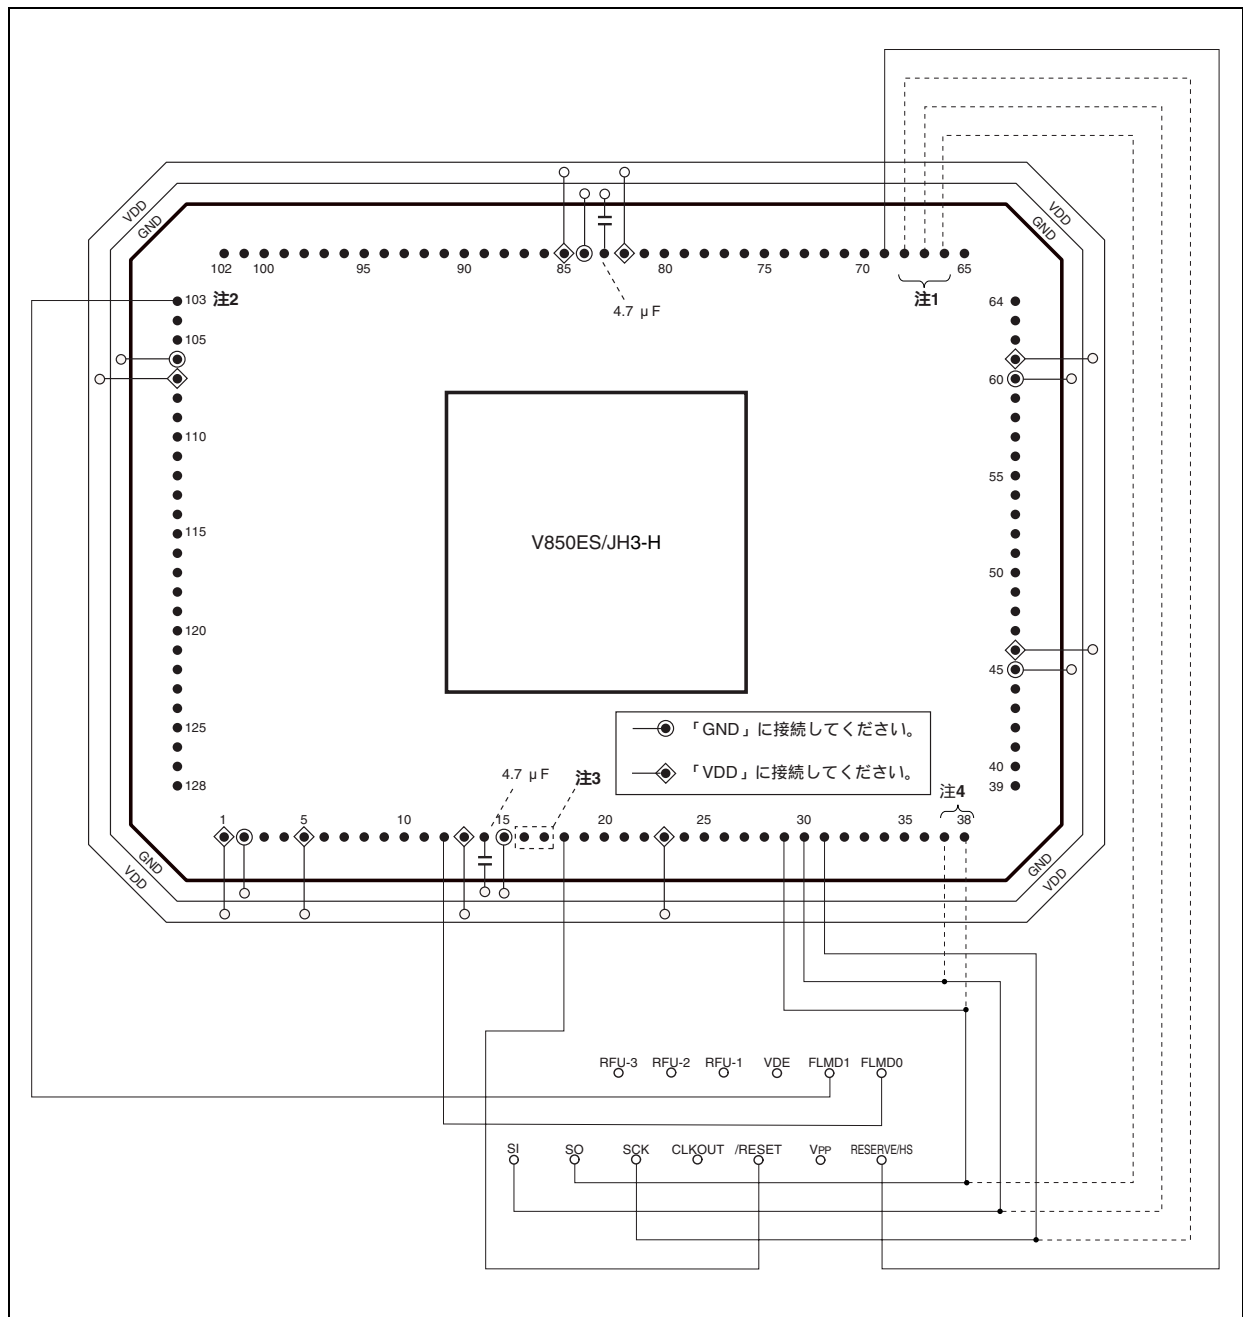 VDD
GND
VDD
GND
102 100 95 90 85 80 75 70 65
4.7 μF
注1
103 注2
105
110
115
120
125
128
64
60
55
50
45
40
39
V850ES/JH3-H
「GND」に接続してください。
「VDD」に接続してください。
4.7 μF
注3
注4
1 5 10 15 20 25 30 35 38
GND
VDD
GND
VDD
RFU-3 RFU-2 RFU-1 VDE FLMD1 FLMD0
SI SO SCK CLKOUT /RESET VPP RESERVE/HS